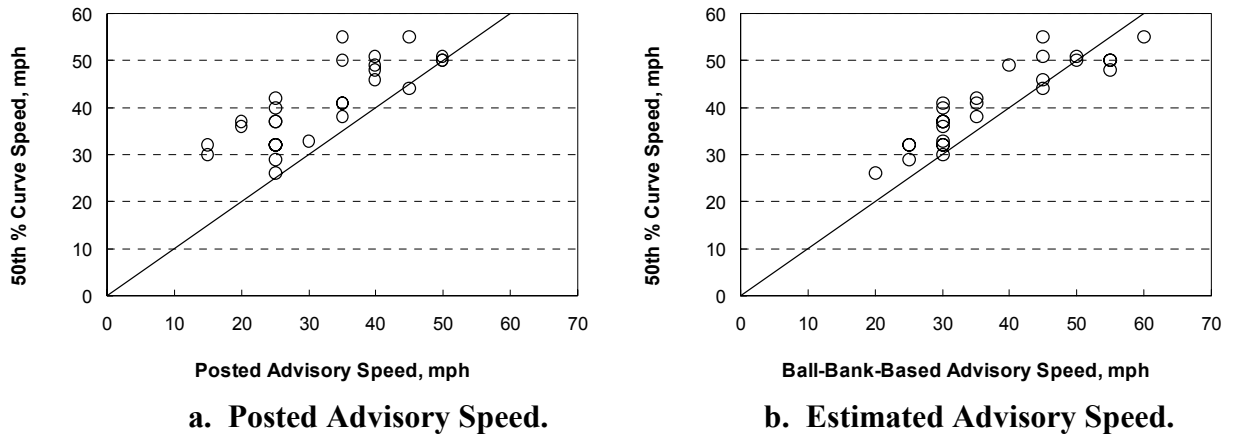 60
50
40
30
20
10
0
50th % Curve Speed, mph
0 10 20 30 40 50 60 70
Posted Advisory Speed, mph
a. Posted Advisory Speed.
60
50
40
30
20
10
0
50th % Curve Speed, mph
0 10 20 30 40 50 60 70
Ball-Bank-Based Advisory Speed, mph
b. Estimated Advisory Speed.